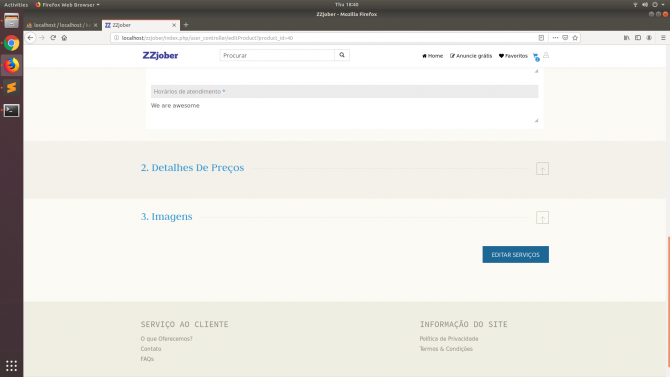 Activities Firefox Web Browser Thu 18:40
ZZjober - Mozilla Firefox
localhost / localhost /
ZZjober
localhost/zzjober/index.php/user_controller/editProduct?product_id=40
ZZjober Procurar Home Anuncie grátis Favoritos
Horários de atendimento *
We are awesome
2. Detalhes De Preços
3. Imagens
EDITAR SERVIÇOS
SERVIÇO AO CLIENTE
O que Oferecemos?
Contato
FAQs
INFORMAÇÃO DO SITE
Política de Privacidade
Termos & Condições